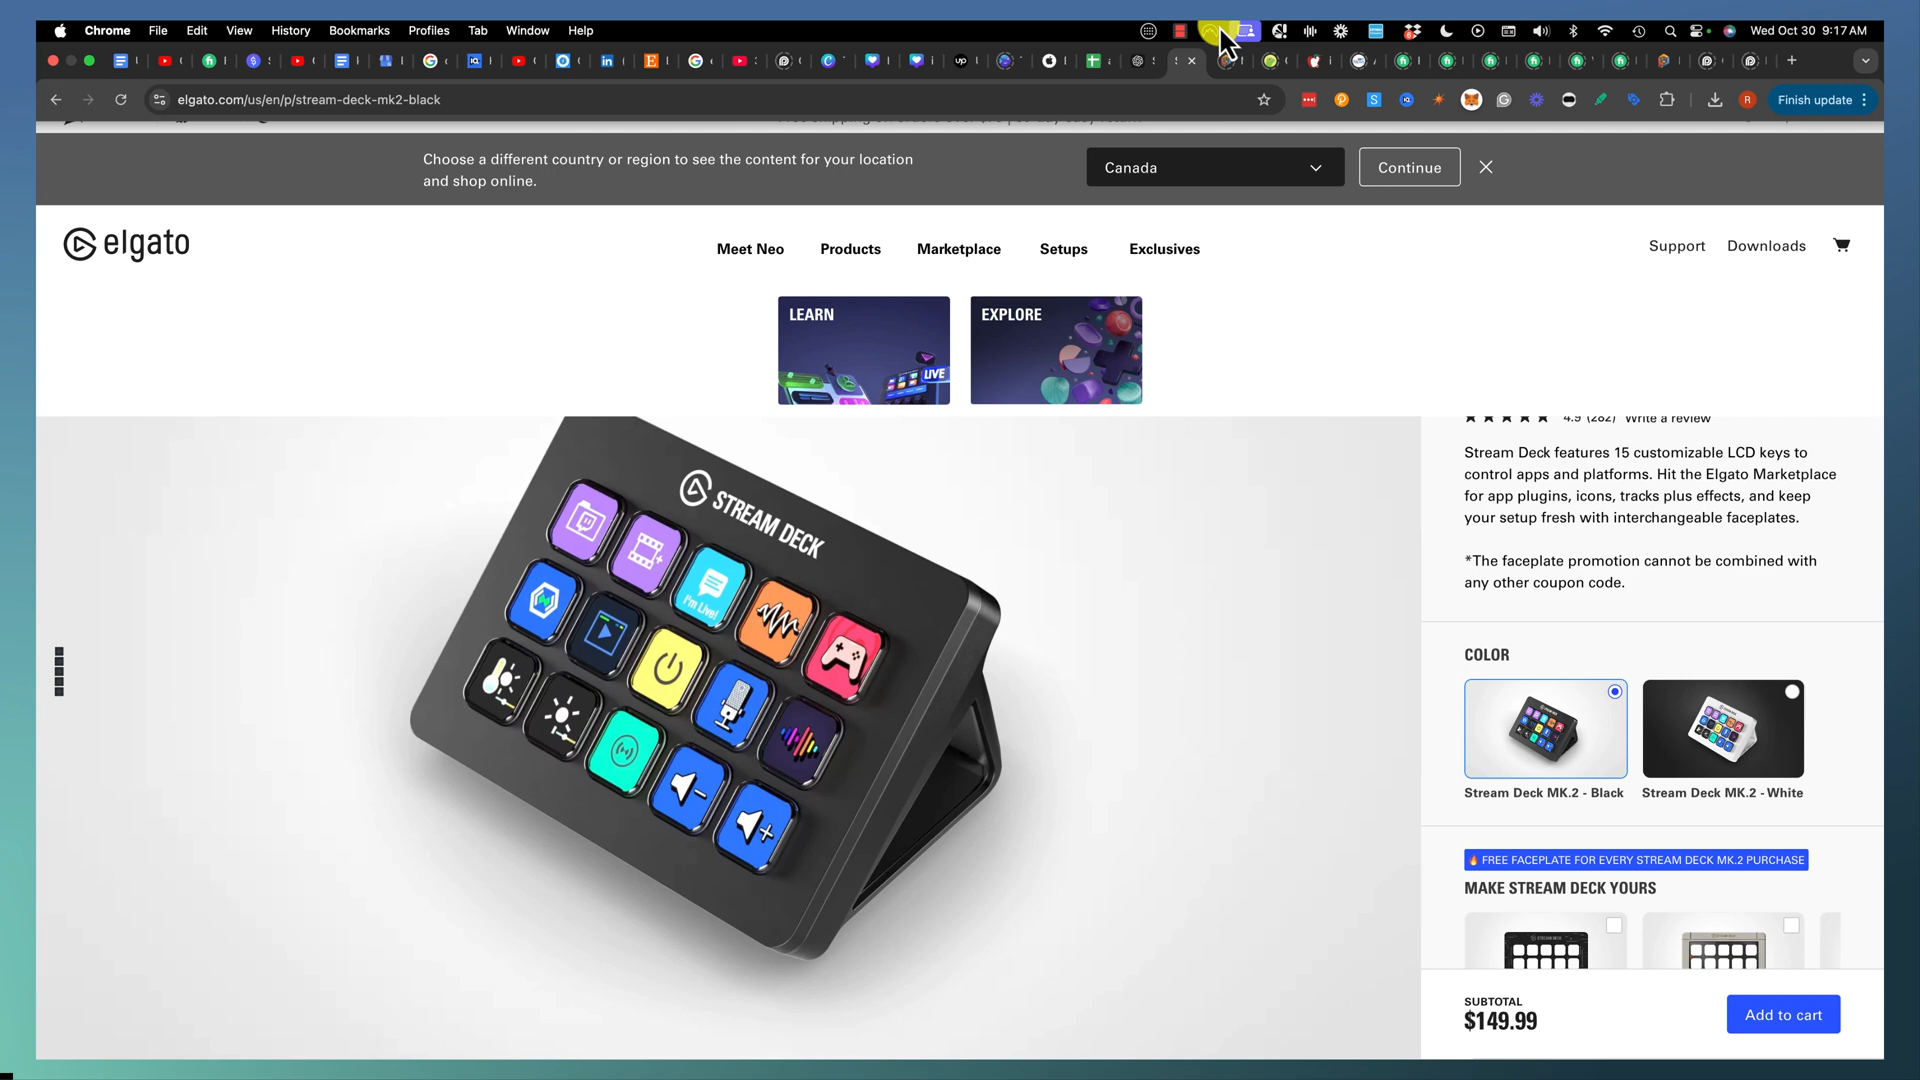 Chrome File Edit View History Bookmarks Profiles Tab Window Help
Wed Oct 30 9:17 AM
elgato.com/us/en/p/stream-deck-mk2-black
Finish update
Choose a different country or region to see the content for your location
and shop online.
Canada
Continue
elgato
Meet Neo Products Marketplace Setups Exclusives
Support Downloads
LEARN
LIVE
EXPLORE
4.9 (282) Write a review
Stream Deck features 15 customizable LCD keys to
control apps and platforms. Hit the Elgato Marketplace
for app plugins, icons, tracks plus effects, and keep
your setup fresh with interchangeable faceplates.
*The faceplate promotion cannot be combined with
any other coupon code.
STREAM DECK
I'm Live!
COLOR
Stream Deck MK.2 - Black
Stream Deck MK.2 - White
🔥 FREE FACEPLATE FOR EVERY STREAM DECK MK.2 PURCHASE
MAKE STREAM DECK YOURS
SUBTOTAL
$149.99
Add to cart